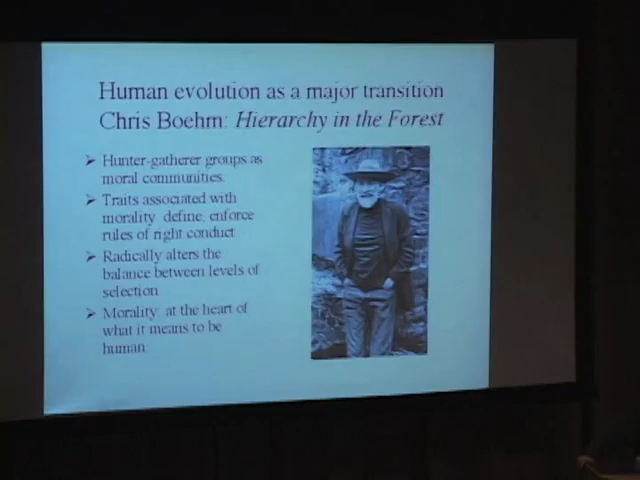 Human evolution as a major transition
Chris Boehm: Hierarchy in the Forest
Hunter-gatherer groups as
moral communities.
Traits associated with
morality: define, enforce
rules of right conduct
Radically alters the
balance between levels of
selection
Morality: at the heart of
what it means to be
human.